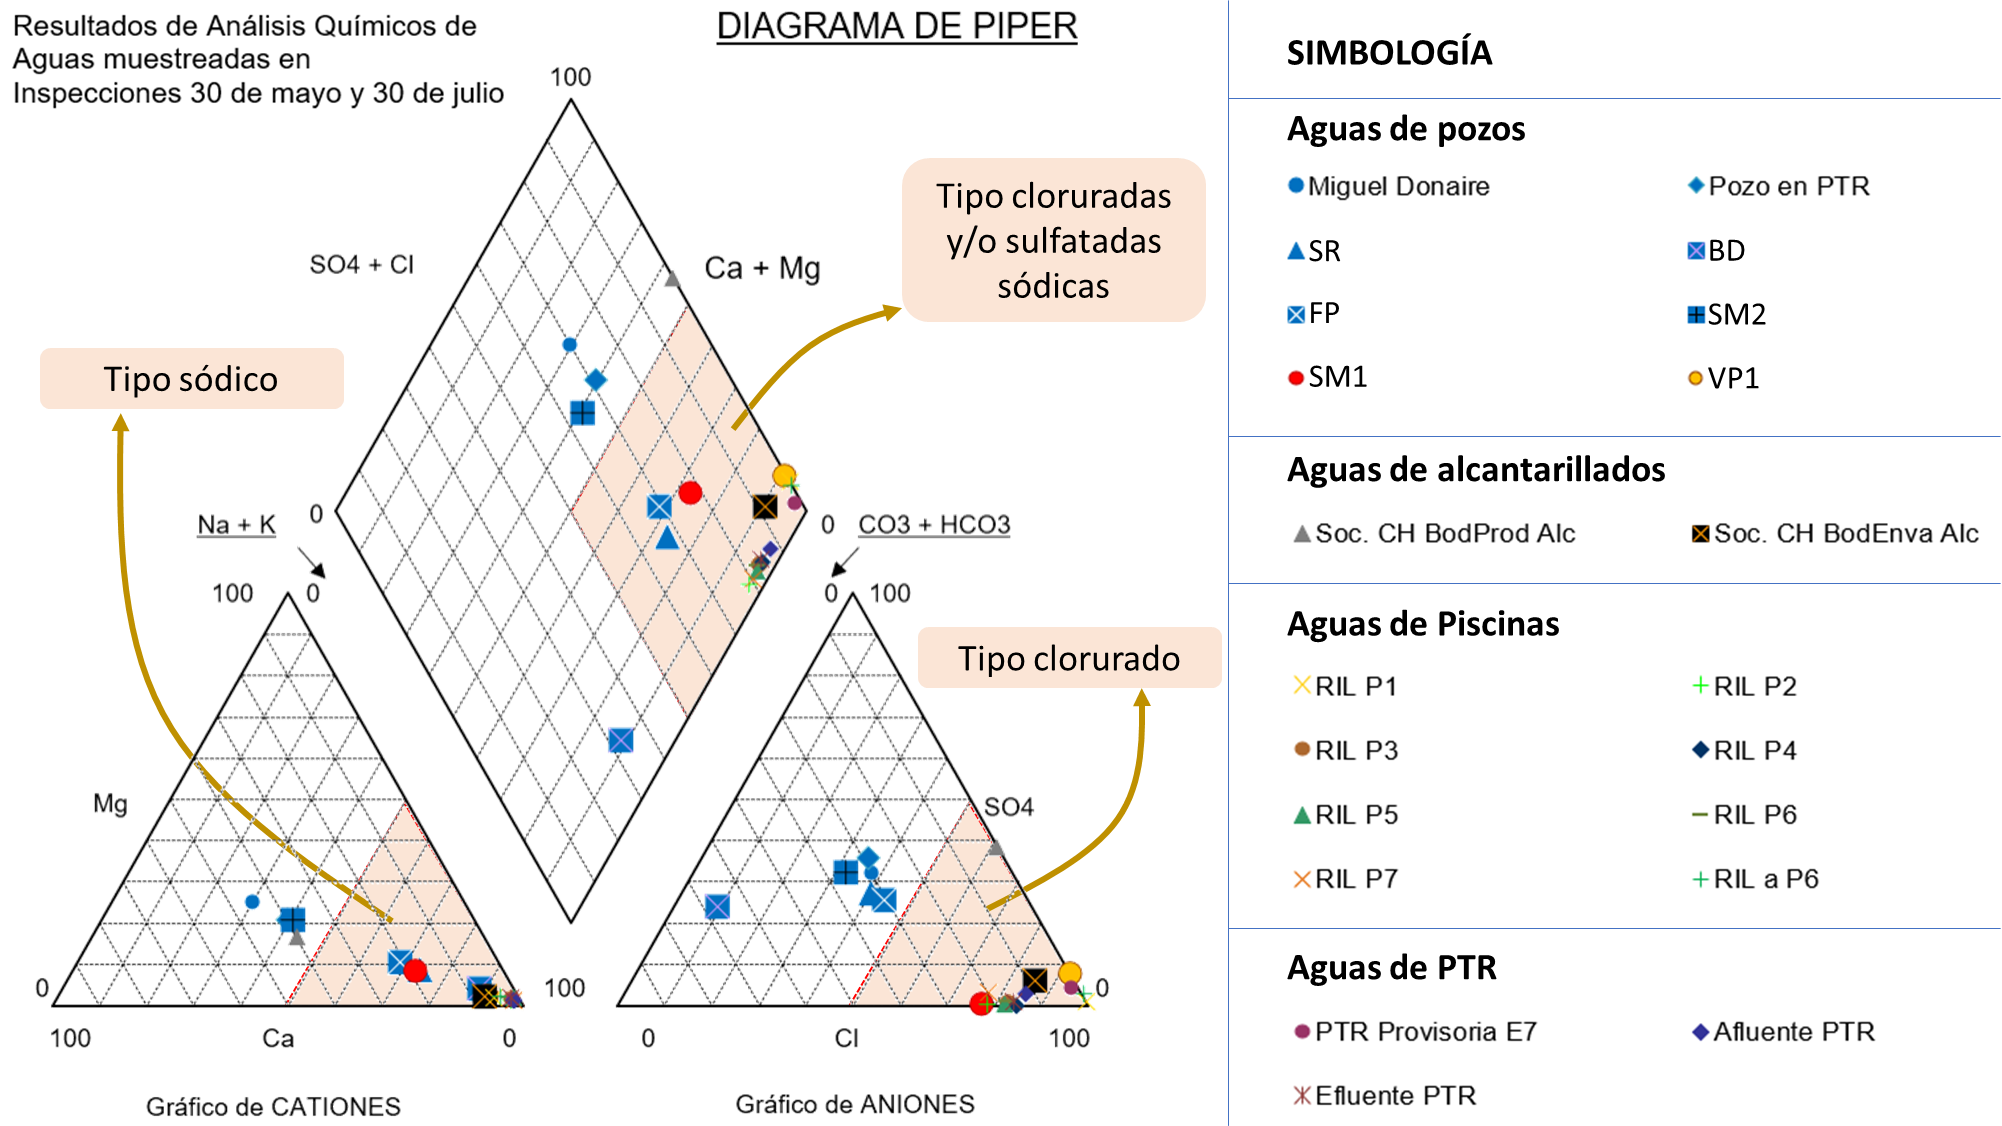 Resultados de Análisis Químicos de
Aguas muestreadas en
Inspecciones 30 de mayo y 30 de julio
DIAGRAMA DE PIPER
100
SO4 + Cl
Ca + Mg
Tipo cloruradas
y/o sulfatadas
sódicas
Tipo sódico
Na + K
0
0
CO3 + HCO3
100
0
0
100
Tipo clorurado
Mg
SO4
0
100
0
100
Ca
0
0
Cl
100
Gráfico de CATIONES
Gráfico de ANIONES
SIMBOLOGÍA
Aguas de pozos
Miguel Donaire
Pozo en PTR
SR
BD
FP
SM2
SM1
VP1
Aguas de alcantarillados
Soc. CH BodProd Alc
Soc. CH BodEnva Alc
Aguas de Piscinas
RIL P1
RIL P2
RIL P3
RIL P4
RIL P5
RIL P6
RIL P7
RIL a P6
Aguas de PTR
PTR Provisoria E7
Afluente PTR
Efluente PTR